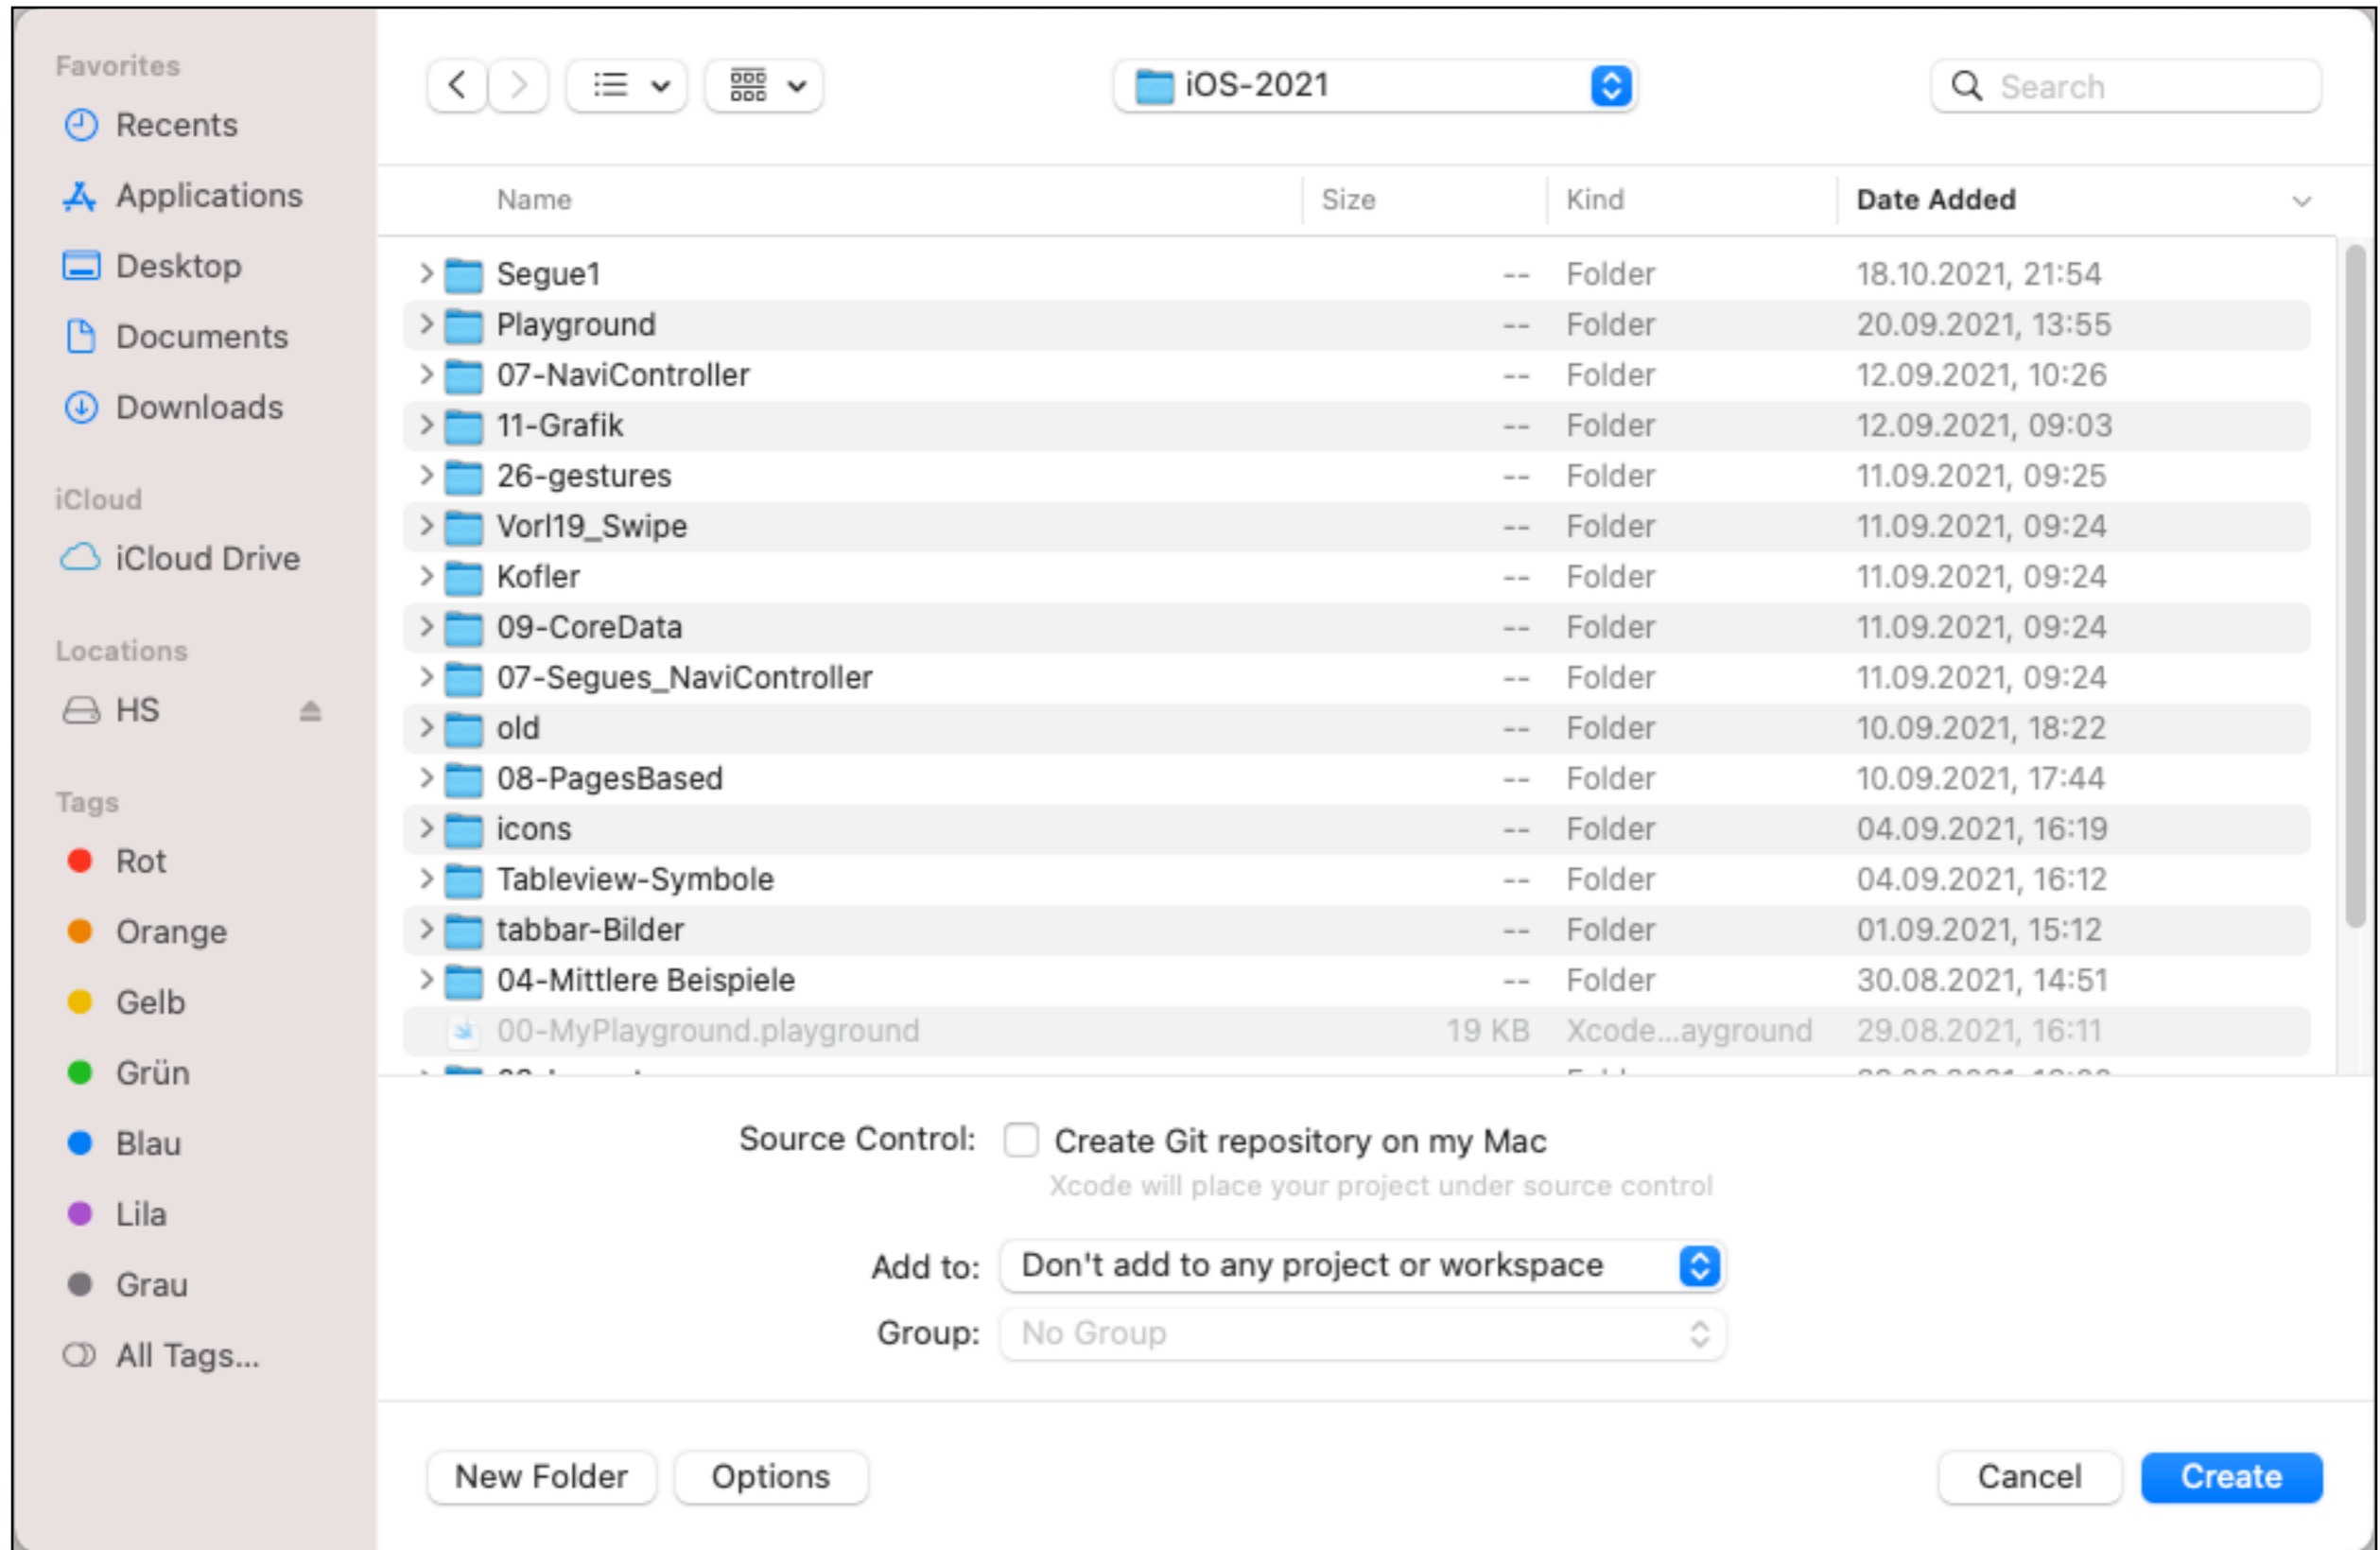 Favorites
Recents
Applications
Desktop
Documents
Downloads
iCloud
iCloud Drive
Locations
HS
Tags
Rot
Orange
Gelb
Grün
Blau
Lila
Grau
All Tags...
iOS-2021
Search
Name Size Kind Date Added
Segue1 -- Folder 18.10.2021, 21:54
Playground -- Folder 20.09.2021, 13:55
07-NaviController -- Folder 12.09.2021, 10:26
11-Grafik -- Folder 12.09.2021, 09:03
26-gestures -- Folder 11.09.2021, 09:25
Vorl19_Swipe -- Folder 11.09.2021, 09:24
Kofler -- Folder 11.09.2021, 09:24
09-CoreData -- Folder 11.09.2021, 09:24
07-Segues_NaviController -- Folder 11.09.2021, 09:24
old -- Folder 10.09.2021, 18:22
08-PagesBased -- Folder 10.09.2021, 17:44
icons -- Folder 04.09.2021, 16:19
Tableview-Symbole -- Folder 04.09.2021, 16:12
tabbar-Bilder -- Folder 01.09.2021, 15:12
04-Mittlere Beispiele -- Folder 30.08.2021, 14:51
00-MyPlayground.playground 19 KB Xcode...ayground 29.08.2021, 16:11
Source Control: Create Git repository on my Mac
Xcode will place your project under source control
Add to: Don't add to any project or workspace
Group: No Group
New Folder Options Cancel Create